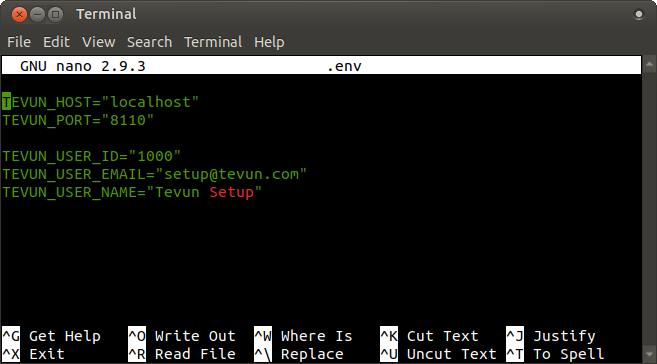 Terminal
File Edit View Search Terminal Help
GNU nano 2.9.3 .env
TEVUN_HOST="localhost"
TEVUN_PORT="8110"
TEVUN_USER_ID="1000"
TEVUN_USER_EMAIL="setup@tevun.com"
TEVUN_USER_NAME="Tevun Setup"
^G Get Help ^O Write Out ^W Where Is ^K Cut Text ^J Justify
^X Exit ^R Read File ^\ Replace ^U Uncut Text ^T To Spell